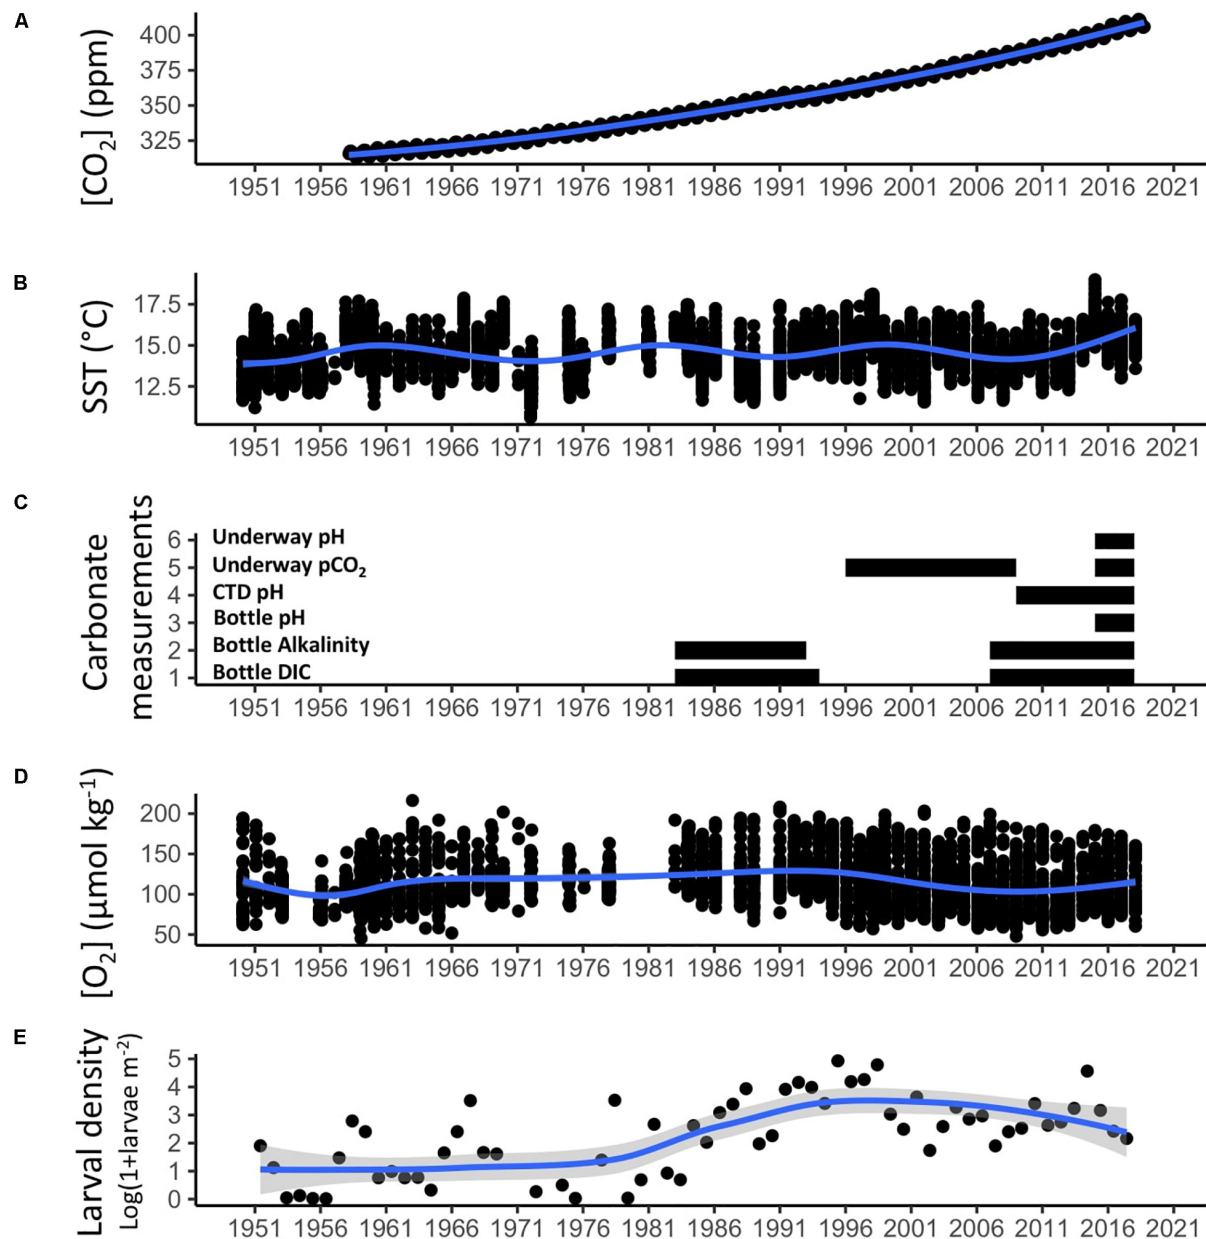 A
[CO2] (ppm)
400
375
350
325
1951 1956 1961 1966 1971 1976 1981 1986 1991 1996 2001 2006 2011 2016 2021
B
SST (°C)
17.5
15.0
12.5
1951 1956 1961 1966 1971 1976 1981 1986 1991 1996 2001 2006 2011 2016 2021
C
Carbonate
measurements
6 Underway pH
5 Underway pCO2
4 CTD pH
3 Bottle pH
2 Bottle Alkalinity
1 Bottle DIC
1951 1956 1961 1966 1971 1976 1981 1986 1991 1996 2001 2006 2011 2016 2021
D
[O2] (µmol kg-1)
200
150
100
50
1951 1956 1961 1966 1971 1976 1981 1986 1991 1996 2001 2006 2011 2016 2021
E
Larval density
Log(1+larvae m-2)
5
4
3
2
1
0
1951 1956 1961 1966 1971 1976 1981 1986 1991 1996 2001 2006 2011 2016 2021